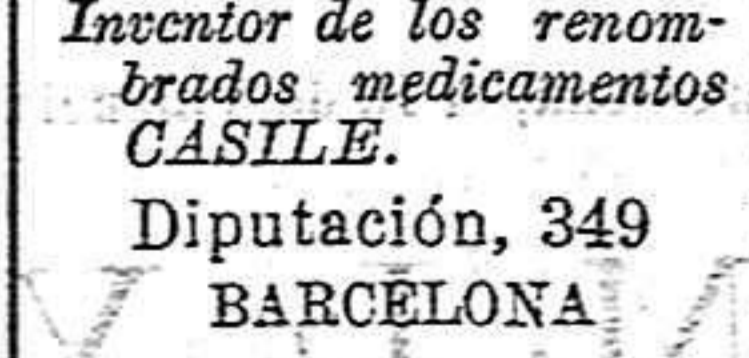 Inventor de los renom-
brados medicamentos
CASILE.
Diputación, 349
BARCELONA